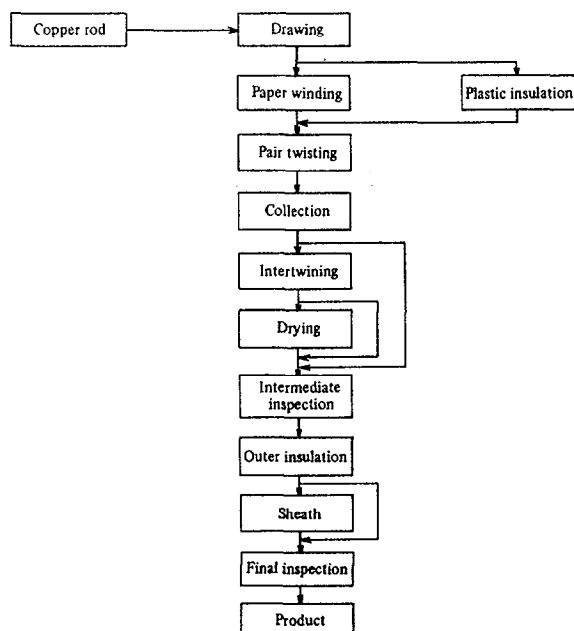 Copper rod
Drawing
Paper winding
Plastic insulation
Pair twisting
Collection
Intertwining
Drying
Intermediate
inspection
Outer insulation
Sheath
Final inspection
Product